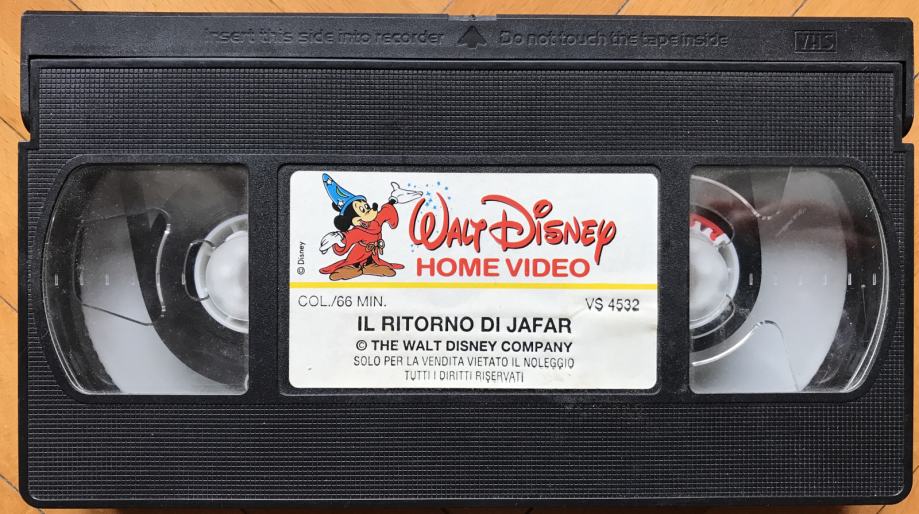 Insert this side into recorder Do not touch the tape inside VHS
© Disney
WALT DISNEY
HOME VIDEO
COL./66 MIN. VS 4532
IL RITORNO DI JAFAR
© THE WALT DISNEY COMPANY
SOLO PER LA VENDITA VIETATO IL NOLEGGIO
TUTTI I DIRITTI RISERVATI